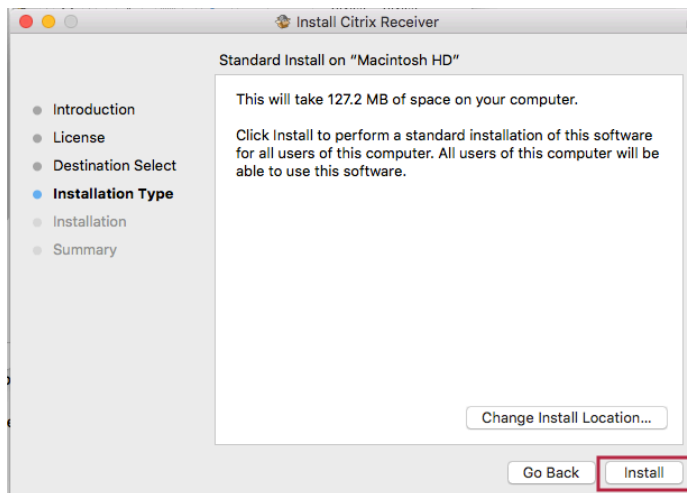 Install Citrix Receiver
Standard Install on “Macintosh HD”
Introduction
License
Destination Select
Installation Type
Installation
Summary
This will take 127.2 MB of space on your computer.
Click Install to perform a standard installation of this software
for all users of this computer. All users of this computer will be
able to use this software.
Change Install Location...
Go Back
Install